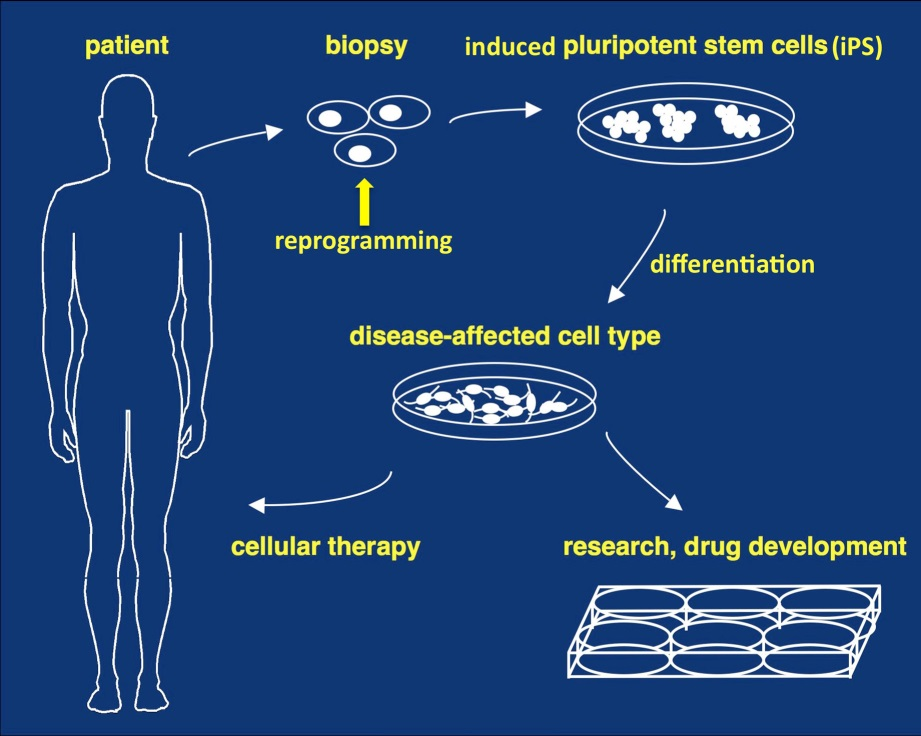 patient
biopsy
induced pluripotent stem cells (iPS)
reprogramming
differentiation
disease-affected cell type
cellular therapy
research, drug development